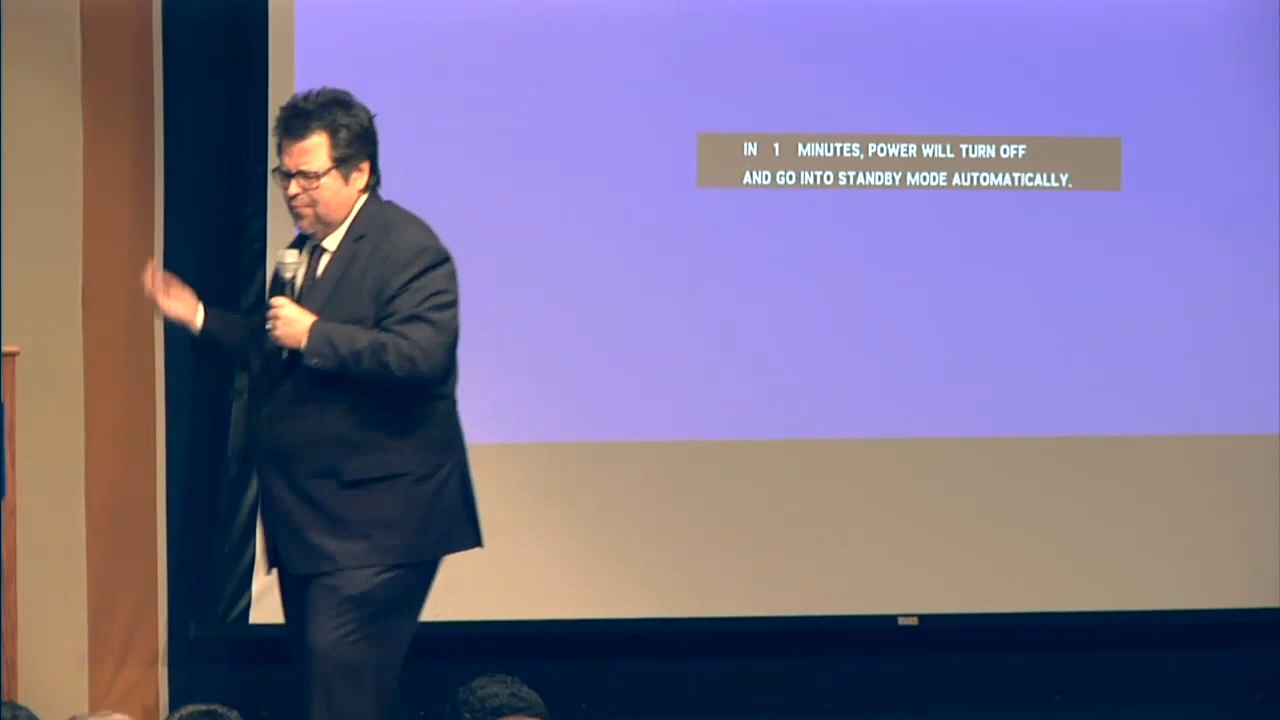 IN 1 MINUTES, POWER WILL TURN OFF
AND GO INTO STANDBY MODE AUTOMATICALLY.